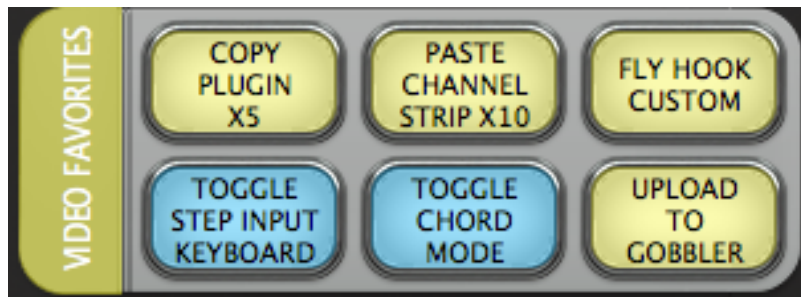 VIDEO FAVORITES
COPY
PLUGIN
X5
PASTE
CHANNEL
STRIP X10
FLY HOOK
CUSTOM
TOGGLE
STEP INPUT
KEYBOARD
TOGGLE
CHORD
MODE
UPLOAD
TO
GOBBLER